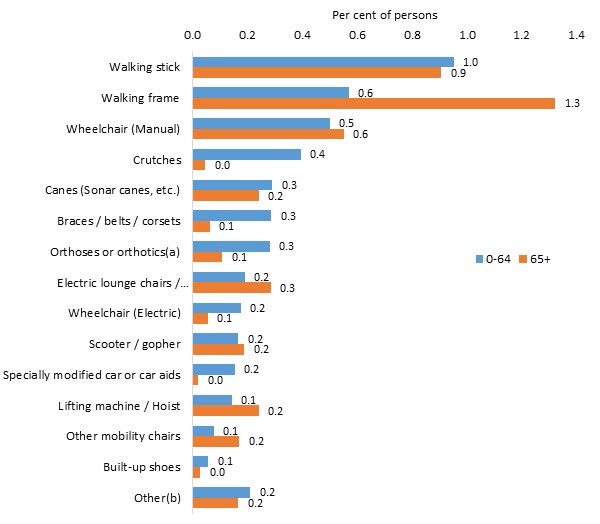 Per cent of persons
0.0 0.2 0.4 0.6 0.8 1.0 1.2 1.4
Walking stick 1.0
0.9
Walking frame 0.6
1.3
Wheelchair (Manual) 0.5
0.6
Crutches 0.4
0.0
Canes (Sonar canes, etc.) 0.3
0.2
Braces / belts / corsets 0.3
0.1
Orthoses or orthotics(a) 0.3
0.1
0-64 65+
Electric lounge chairs /... 0.2
0.3
Wheelchair (Electric) 0.2
0.1
Scooter / gopher 0.2
0.2
Specially modified car or car aids 0.2
0.0
Lifting machine / Hoist 0.1
0.2
Other mobility chairs 0.1
0.2
Built-up shoes 0.1
0.0
Other(b) 0.2
0.2